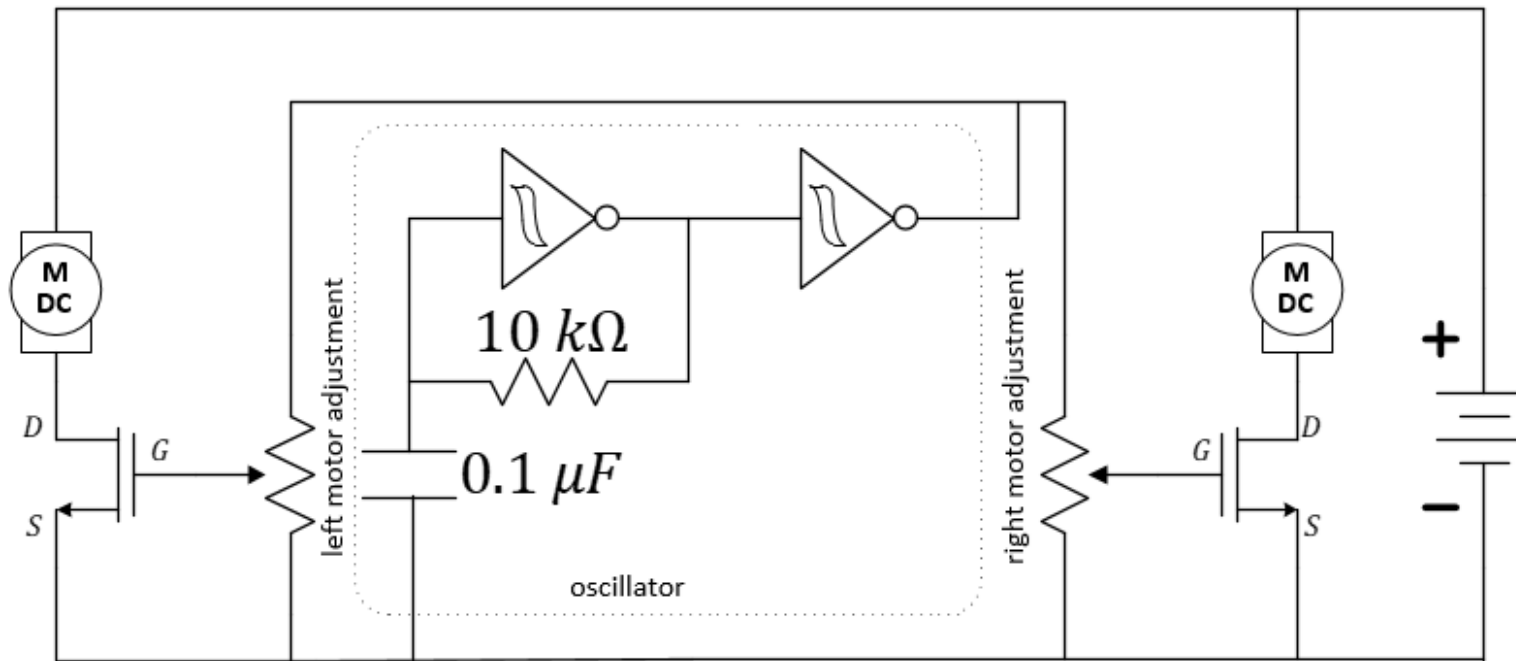 M
DC
D
G
S
left motor adjustment
10 kΩ
0.1 μF
oscillator
right motor adjustment
M
DC
G
D
S
+
−